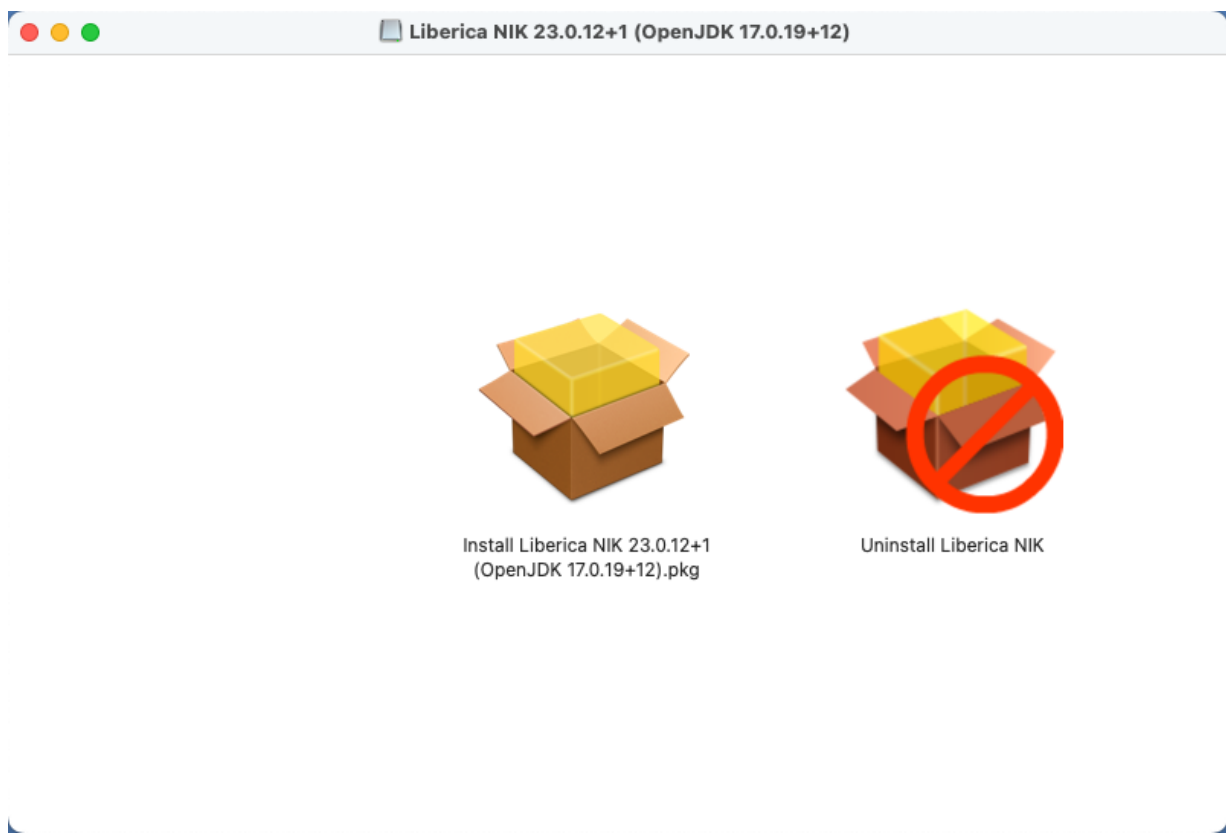 Liberica NIK 23.0.12+1 (OpenJDK 17.0.19+12)
Install Liberica NIK 23.0.12+1
(OpenJDK 17.0.19+12).pkg
Uninstall Liberica NIK